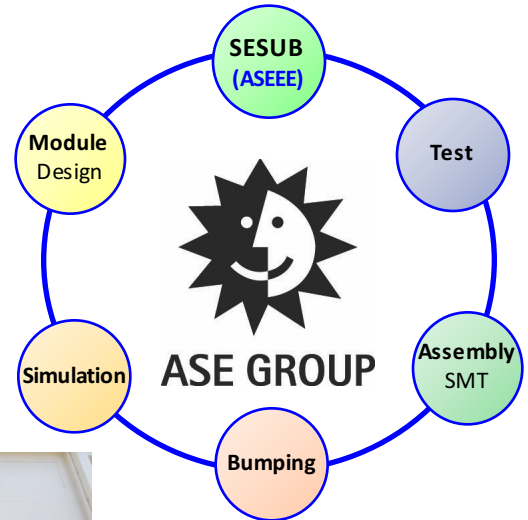 SESUB
(ASEEE)
Module
Design
Test
ASE GROUP
Simulation
Assembly
SMT
Bumping